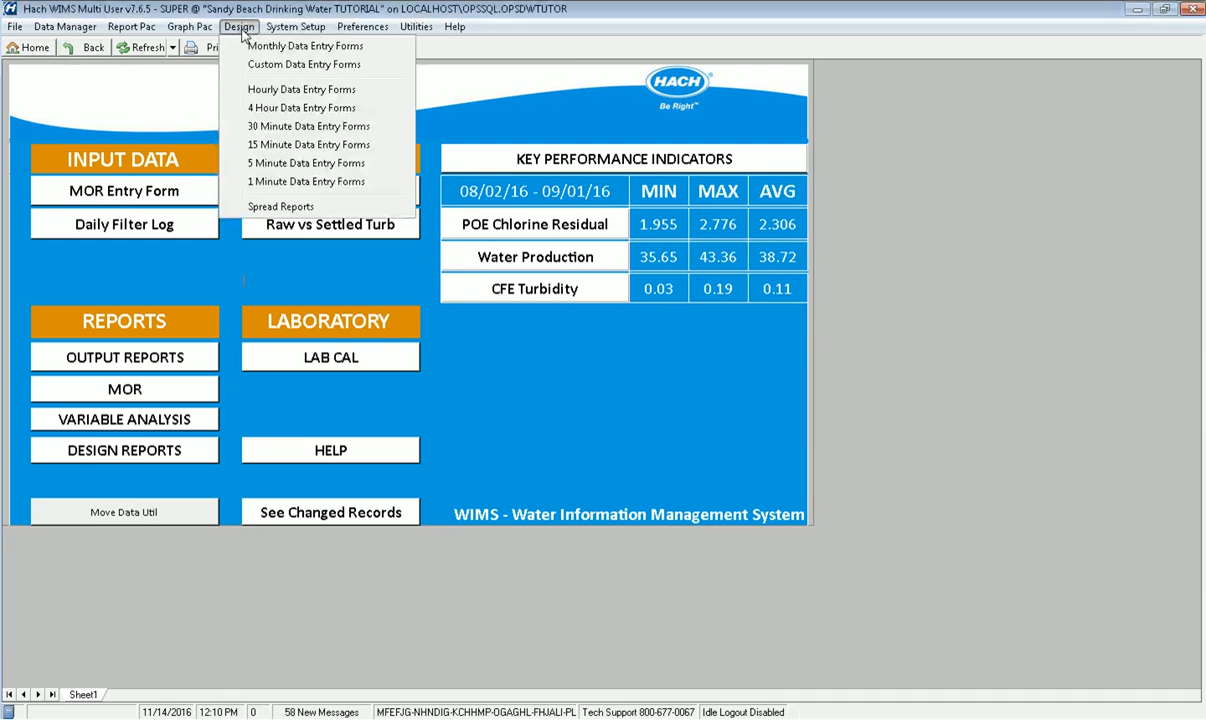 Hach WIMS Multi User v7.6.5 - SUPER @ "Sandy Beach Drinking Water TUTORIAL" on LOCALHOST\OPSSQL.OPSDWTUTOR
File Data Manager Report Pac Graph Pac Design System Setup Preferences Utilities Help
Home Back Refresh Pri
Monthly Data Entry Forms
Custom Data Entry Forms
Hourly Data Entry Forms
4 Hour Data Entry Forms
30 Minute Data Entry Forms
15 Minute Data Entry Forms
5 Minute Data Entry Forms
1 Minute Data Entry Forms
Spread Reports
HACH
Be Right™
INPUT DATA
MOR Entry Form
Daily Filter Log
Raw vs Settled Turb
KEY PERFORMANCE INDICATORS
08/02/16 - 09/01/16 MIN MAX AVG
POE Chlorine Residual 1.955 2.776 2.306
Water Production 35.65 43.36 38.72
CFE Turbidity 0.03 0.19 0.11
REPORTS
OUTPUT REPORTS
MOR
VARIABLE ANALYSIS
DESIGN REPORTS
Move Data Util
LABORATORY
LAB CAL
HELP
See Changed Records
WIMS - Water Information Management System
Sheet1
11/14/2016 12:10 PM 0 58 New Messages MFEFJG-NHNDIG-KCHHMP-OGAGHL-FHJALI-PL Tech Support 800-677-0067 Idle Logout Disabled